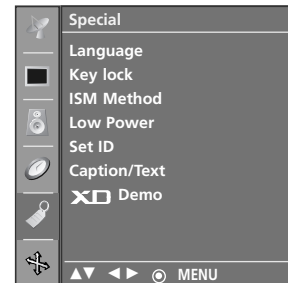 Special
Language
Key lock
ISM Method
Low Power
Set ID
Caption/Text
XD Demo
▲▼ ◄► ◉ MENU